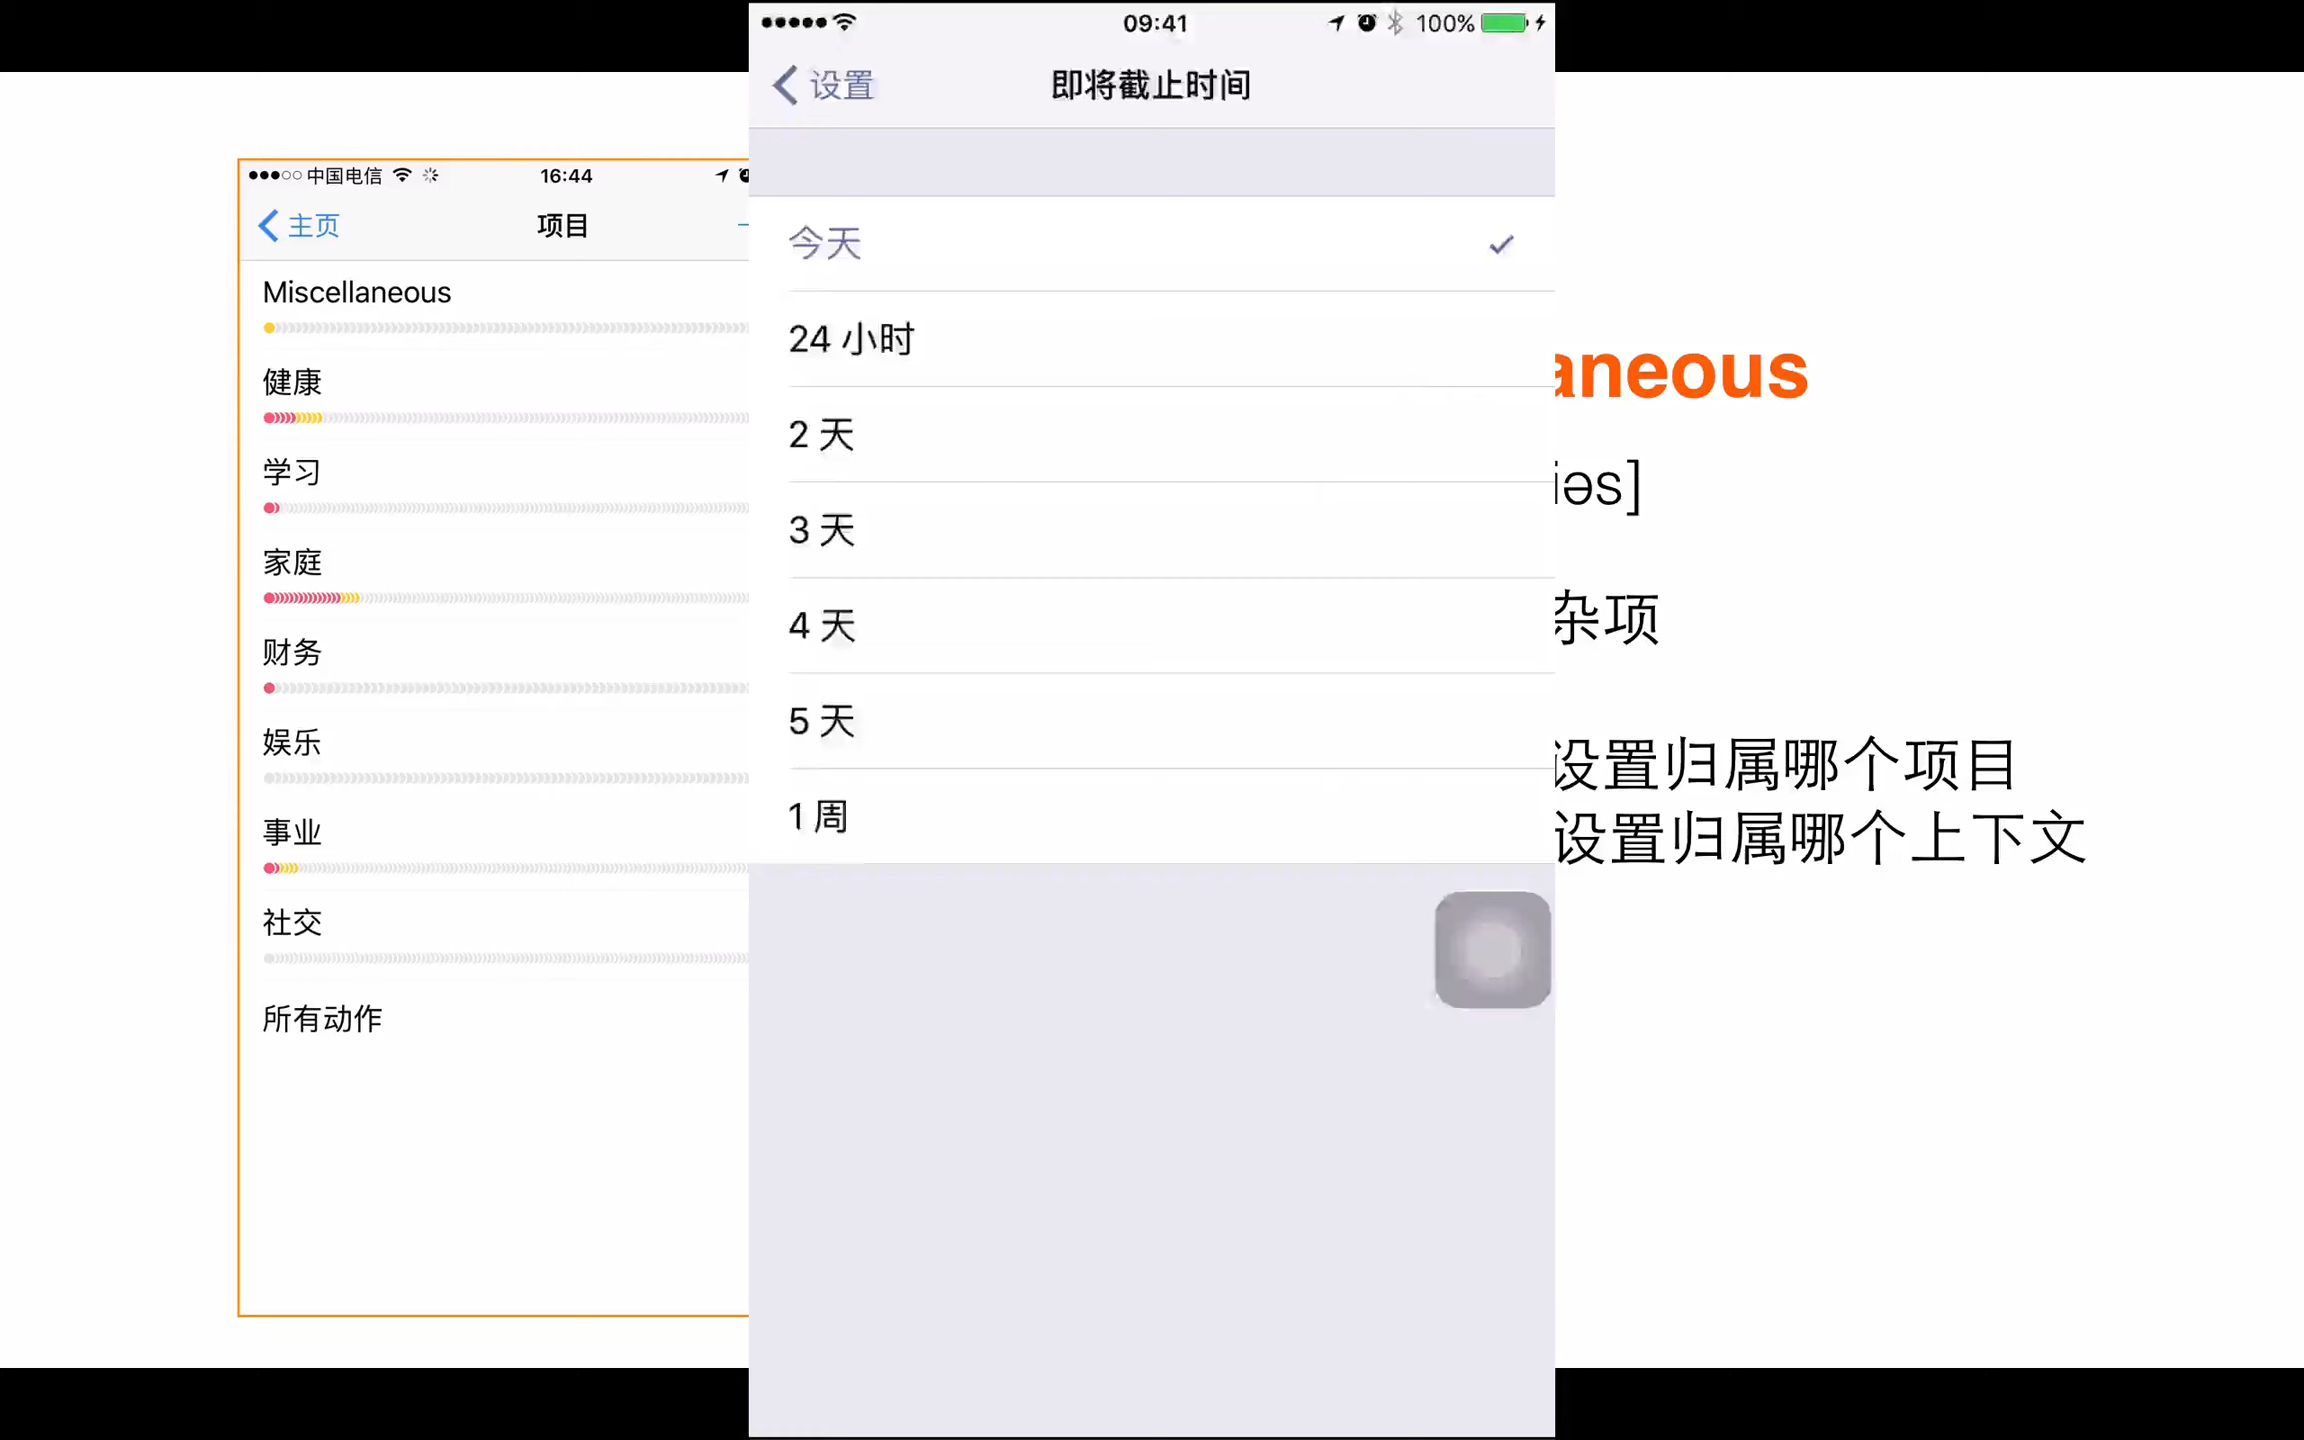 中国电信 16:44
主页 项目
Miscellaneous
健康
学习
家庭
财务
娱乐
事业
社交
所有动作
09:41 100%
设置 即将截止时间
今天
24 小时
2 天
3 天
4 天
5 天
1 周
aneous
iəs]
杂项
设置归属哪个项目
设置归属哪个上下文